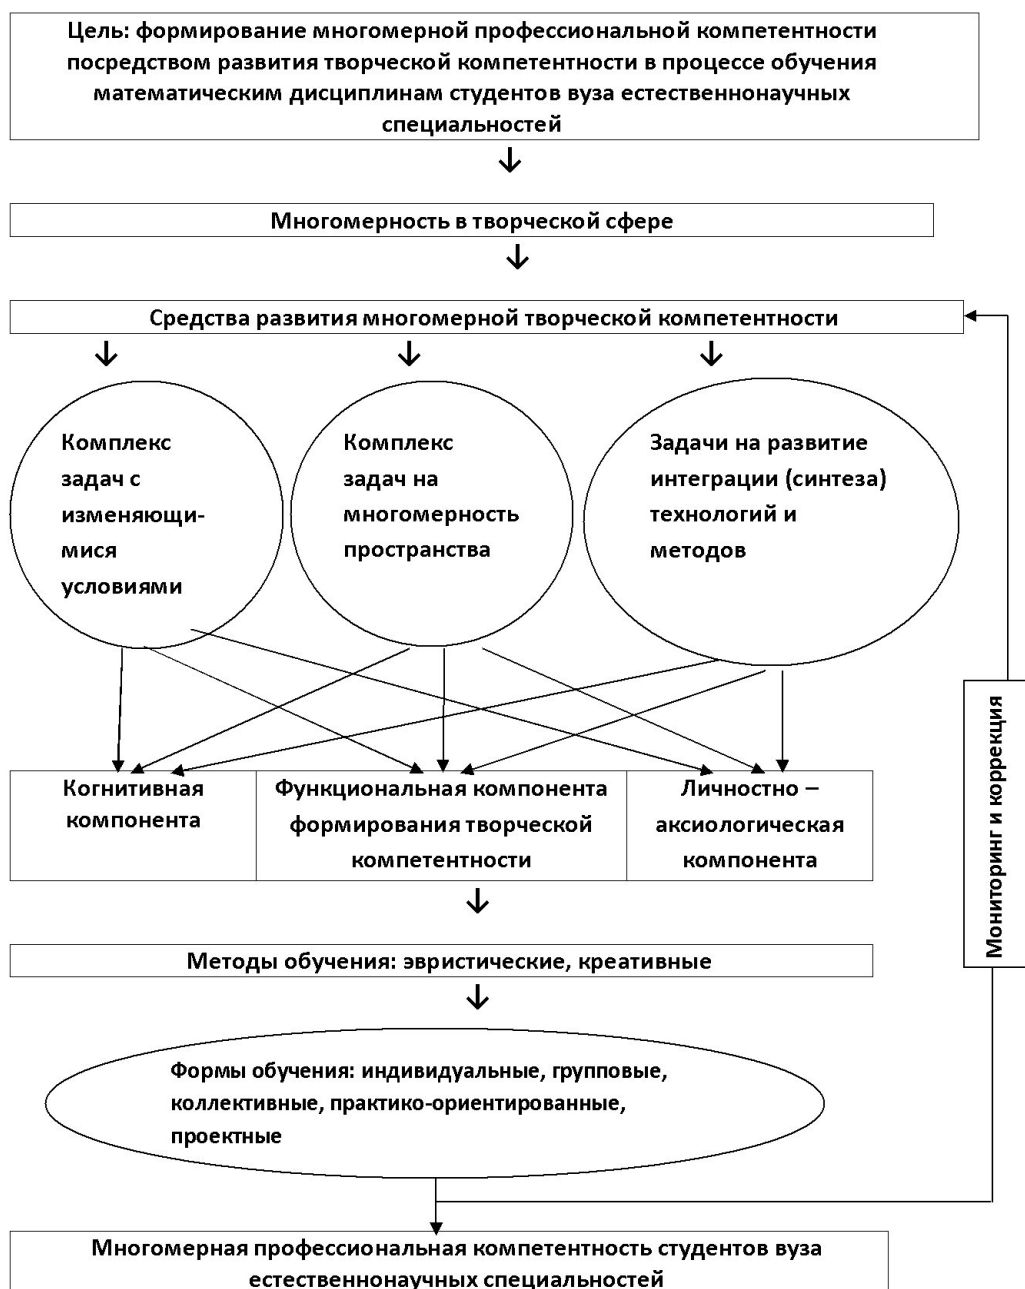 Цель: формирование многомерной профессиональной компетентности
посредством развития творческой компетентности в процессе обучения
математическим дисциплинам студентов вуза естественнонаучных
специальностей
Многомерность в творческой сфере
Средства развития многомерной творческой компетентности
Комплекс
задач с
изменяющи-
мися
условиями
Комплекс
задач на
многомерность
пространства
Задачи на развитие
интеграции (синтеза)
технологий и
методов
Когнитивная
компонента
Функциональная компонента
формирования творческой
компетентности
Личностно –
аксиологическая
компонента
Мониторинг и коррекция
Методы обучения: эвристические, креативные
Формы обучения: индивидуальные, групповые,
коллективные, практико-ориентированные,
проектные
Многомерная профессиональная компетентность студентов вуза
естественнонаучных специальностей